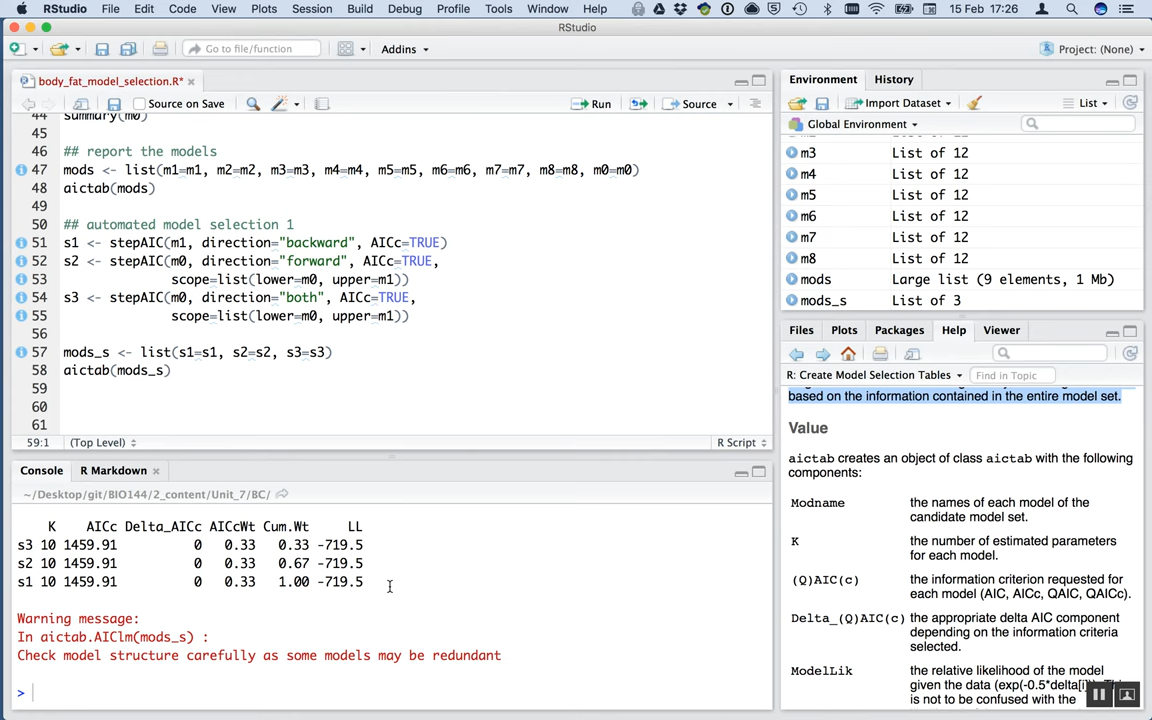 RStudio File Edit Code View Plots Session Build Debug Profile Tools Window Help 15 Feb 17:26
RStudio
Go to file/function Addins Project: (None)
body_fat_model_selection.R*
Source on Save Run Source
44 summary(m0)
45
46 ## report the models
47 mods <- list(m1=m1, m2=m2, m3=m3, m4=m4, m5=m5, m6=m6, m7=m7, m8=m8, m0=m0)
48 aictab(mods)
49
50 ## automated model selection 1
51 s1 <- stepAIC(m1, direction="backward", AICc=TRUE)
52 s2 <- stepAIC(m0, direction="forward", AICc=TRUE,
53 scope=list(lower=m0, upper=m1))
54 s3 <- stepAIC(m0, direction="both", AICc=TRUE,
55 scope=list(lower=m0, upper=m1))
56
57 mods_s <- list(s1=s1, s2=s2, s3=s3)
58 aictab(mods_s)
59
60
61
59:1 (Top Level) R Script
Console R Markdown
~/Desktop/git/BIO144/2_content/Unit_7/BC/
K AICc Delta_AICc AICcWt Cum.Wt LL
s3 10 1459.91 0 0.33 0.33 -719.5
s2 10 1459.91 0 0.33 0.67 -719.5
s1 10 1459.91 0 0.33 1.00 -719.5
Warning message:
In aictab.AIClm(mods_s) :
Check model structure carefully as some models may be redundant
>
Environment History
Import Dataset List
Global Environment
m3 List of 12
m4 List of 12
m5 List of 12
m6 List of 12
m7 List of 12
m8 List of 12
mods Large list (9 elements, 1 Mb)
mods_s List of 3
Files Plots Packages Help Viewer
R: Create Model Selection Tables Find in Topic
based on the information contained in the entire model set.
Value
aictab creates an object of class aictab with the following
components:
Modname the names of each model of the
candidate model set.
K the number of estimated parameters
for each model.
(Q)AIC(c) the information criterion requested for
each model (AIC, AICc, QAIC, QAICc).
Delta_(Q)AIC(c) the appropriate delta AIC component
depending on the information criteria
selected.
ModelLik the relative likelihood of the model
given the data (exp(-0.5*delta[i])
is not to be confused with the